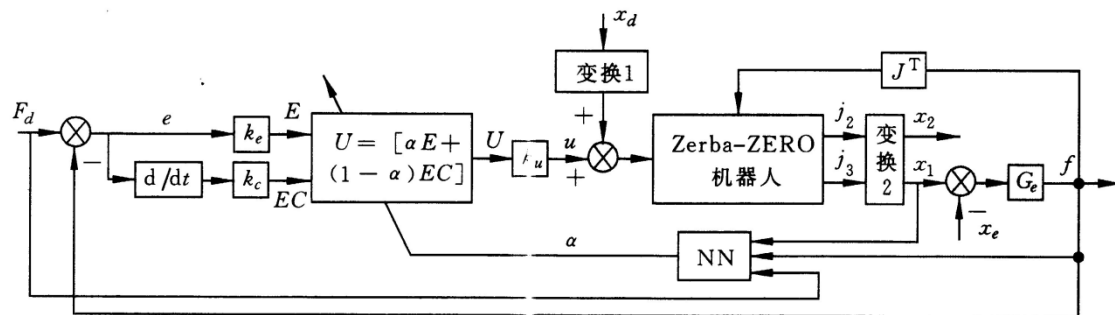 x_d
变换1
J^T
F_d
e
k_e
E
U = [αE+
(1-α)EC]
U
u
+
+
Zerba-ZERO
机器人
j_2
j_3
变换2
x_2
x_1
G_e
f
−
d/dt
k_c
EC
−
x_e
α
NN